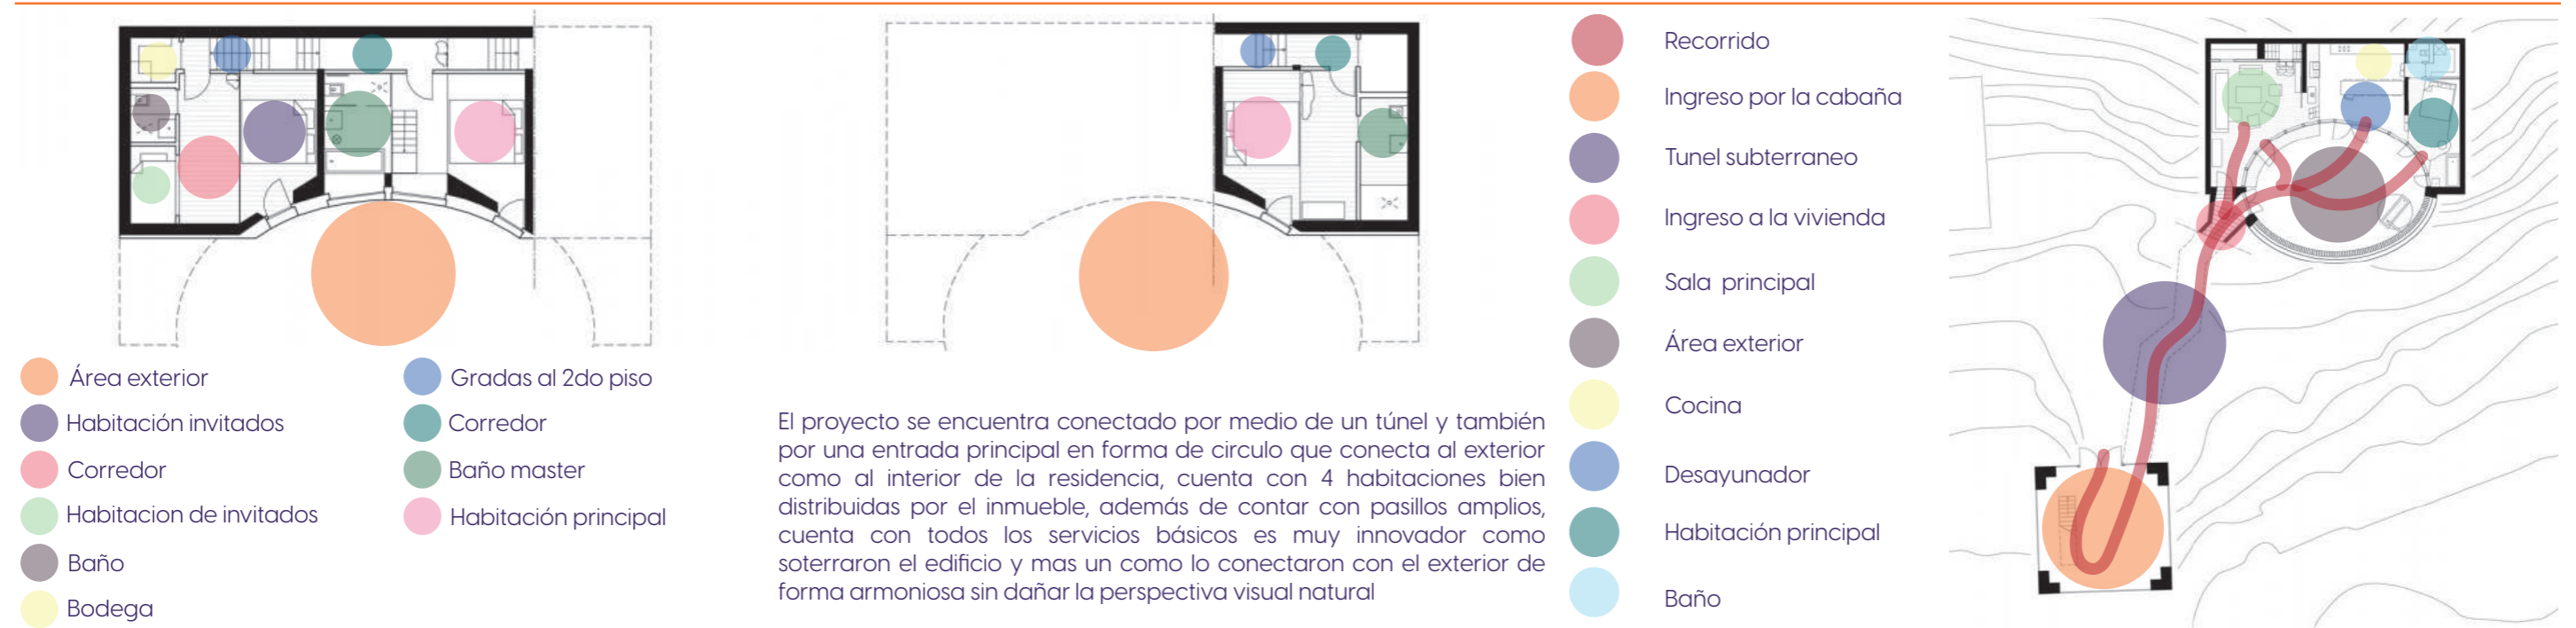 Área exterior
Habitación invitados
Corredor
Habitacion de invitados
Baño
Bodega
Gradas al 2do piso
Corredor
Baño master
Habitación principal
El proyecto se encuentra conectado por medio de un túnel y también
por una entrada principal en forma de circulo que conecta al exterior
como al interior de la residencia, cuenta con 4 habitaciones bien
distribuidas por el inmueble, además de contar con pasillos amplios,
cuenta con todos los servicios básicos es muy innovador como
soterraron el edificio y mas un como lo conectaron con el exterior de
forma armoniosa sin dañar la perspectiva visual natural
Recorrido
Ingreso por la cabaña
Tunel subterraneo
Ingreso a la vivienda
Sala principal
Área exterior
Cocina
Desayunador
Habitación principal
Baño